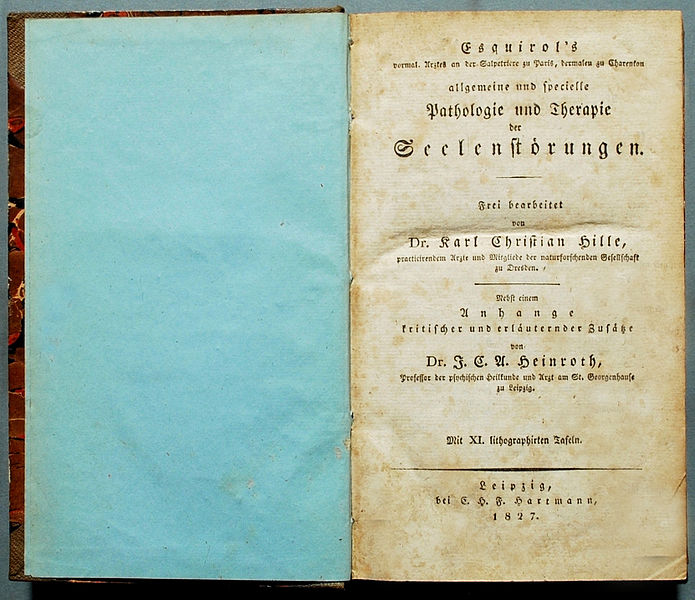 Esquirol's
vormal. Arztes an der Salpetriere zu Paris, dermalen zu Charenton
allgemeine und specielle
Pathologie und Therapie
der
Seelenstörungen.
Frei bearbeitet
von
Dr. Karl Christian Hille,
practicirendem Arzte und Mitgliede der naturforschenden Gesellschaft
zu Dresden.
Nebst einem
Anhange
kritischer und erläuternder Zusätze
von
Dr. J. C. A. Heinroth,
Professor der psychischen Heilkunde und Arzt am St. Georgenhause
zu Leipzig.
Mit XI. lithographirten Tafeln.
Leipzig,
bei C. H. F. Hartmann,
1827.